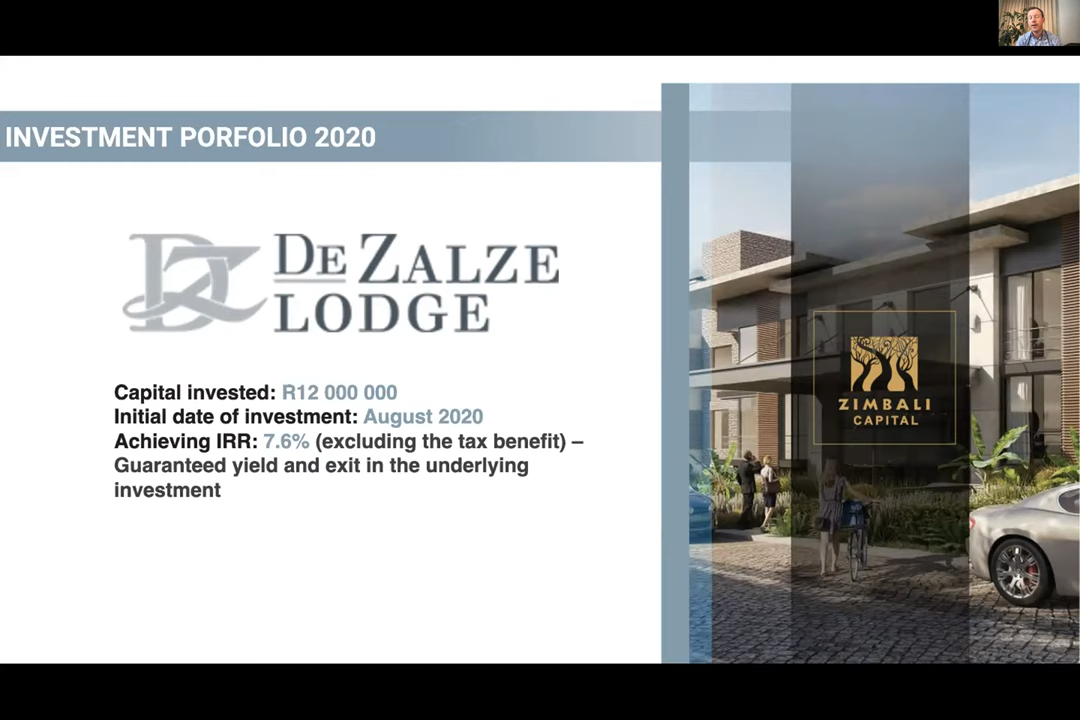 INVESTMENT PORFOLIO 2020
DZ
DE ZALZE
LODGE
Capital invested: R12 000 000
Initial date of investment: August 2020
Achieving IRR: 7.6% (excluding the tax benefit) –
Guaranteed yield and exit in the underlying
investment
ZIMBALI
CAPITAL